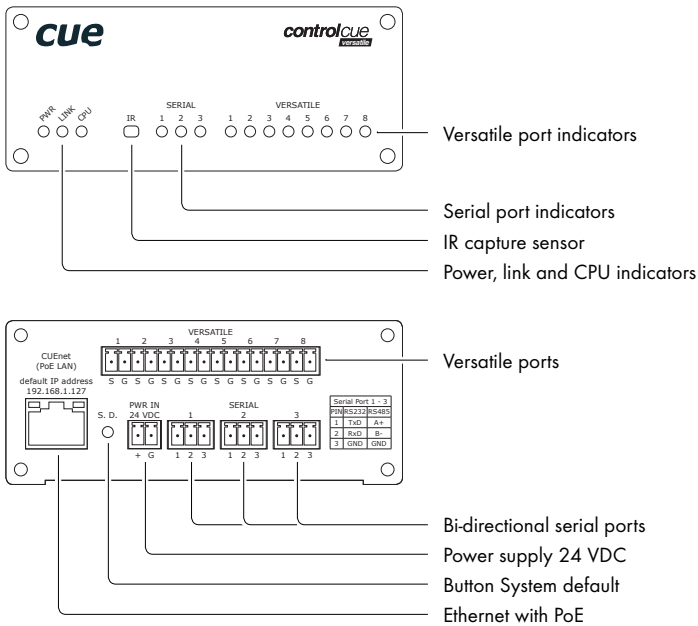 cue
controlcue
versatile
PWR LINK CPU
SERIAL VERSATILE
IR 1 2 3 1 2 3 4 5 6 7 8
Versatile port indicators
Serial port indicators
IR capture sensor
Power, link and CPU indicators
VERSATILE
1 2 3 4 5 6 7 8
S G S G S G S G S G S G S G S G
Versatile ports
CUEnet
(PoE LAN)
default IP address
192.168.1.127
S. D.
PWR IN
24 VDC
+ G
SERIAL
1 2 3
1 2 3 1 2 3 1 2 3
Serial Port 1 - 3
PIN RS232 RS485
1 TxD A+
2 RxD B-
3 GND GND
Bi-directional serial ports
Power supply 24 VDC
Button System default
Ethernet with PoE